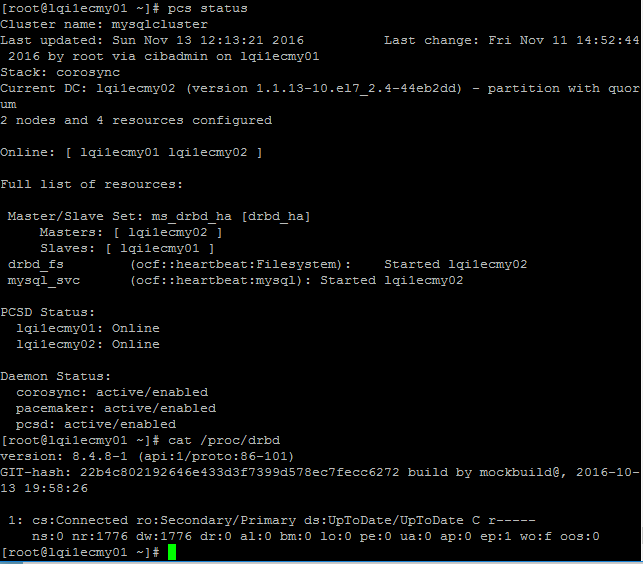 [root@lqi1ecmy01 ~]# pcs status
Cluster name: mysqlcluster
Last updated: Sun Nov 13 12:13:21 2016          Last change: Fri Nov 11 14:52:44
 2016 by root via cibadmin on lqi1ecmy01
Stack: corosync
Current DC: lqi1ecmy02 (version 1.1.13-10.el7_2.4-44eb2dd) - partition with quor
um
2 nodes and 4 resources configured

Online: [ lqi1ecmy01 lqi1ecmy02 ]

Full list of resources:

 Master/Slave Set: ms_drbd_ha [drbd_ha]
     Masters: [ lqi1ecmy02 ]
     Slaves: [ lqi1ecmy01 ]
 drbd_fs        (ocf::heartbeat:Filesystem):    Started lqi1ecmy02
 mysql_svc      (ocf::heartbeat:mysql): Started lqi1ecmy02

PCSD Status:
  lqi1ecmy01: Online
  lqi1ecmy02: Online

Daemon Status:
  corosync: active/enabled
  pacemaker: active/enabled
  pcsd: active/enabled
[root@lqi1ecmy01 ~]# cat /proc/drbd
version: 8.4.8-1 (api:1/proto:86-101)
GIT-hash: 22b4c802192646e433d3f7399d578ec7fecc6272 build by mockbuild@, 2016-10-
13 19:58:26

 1: cs:Connected ro:Secondary/Primary ds:UpToDate/UpToDate C r-----
    ns:0 nr:1776 dw:1776 dr:0 al:0 bm:0 lo:0 pe:0 ua:0 ap:0 ep:1 wo:f oos:0
[root@lqi1ecmy01 ~]#